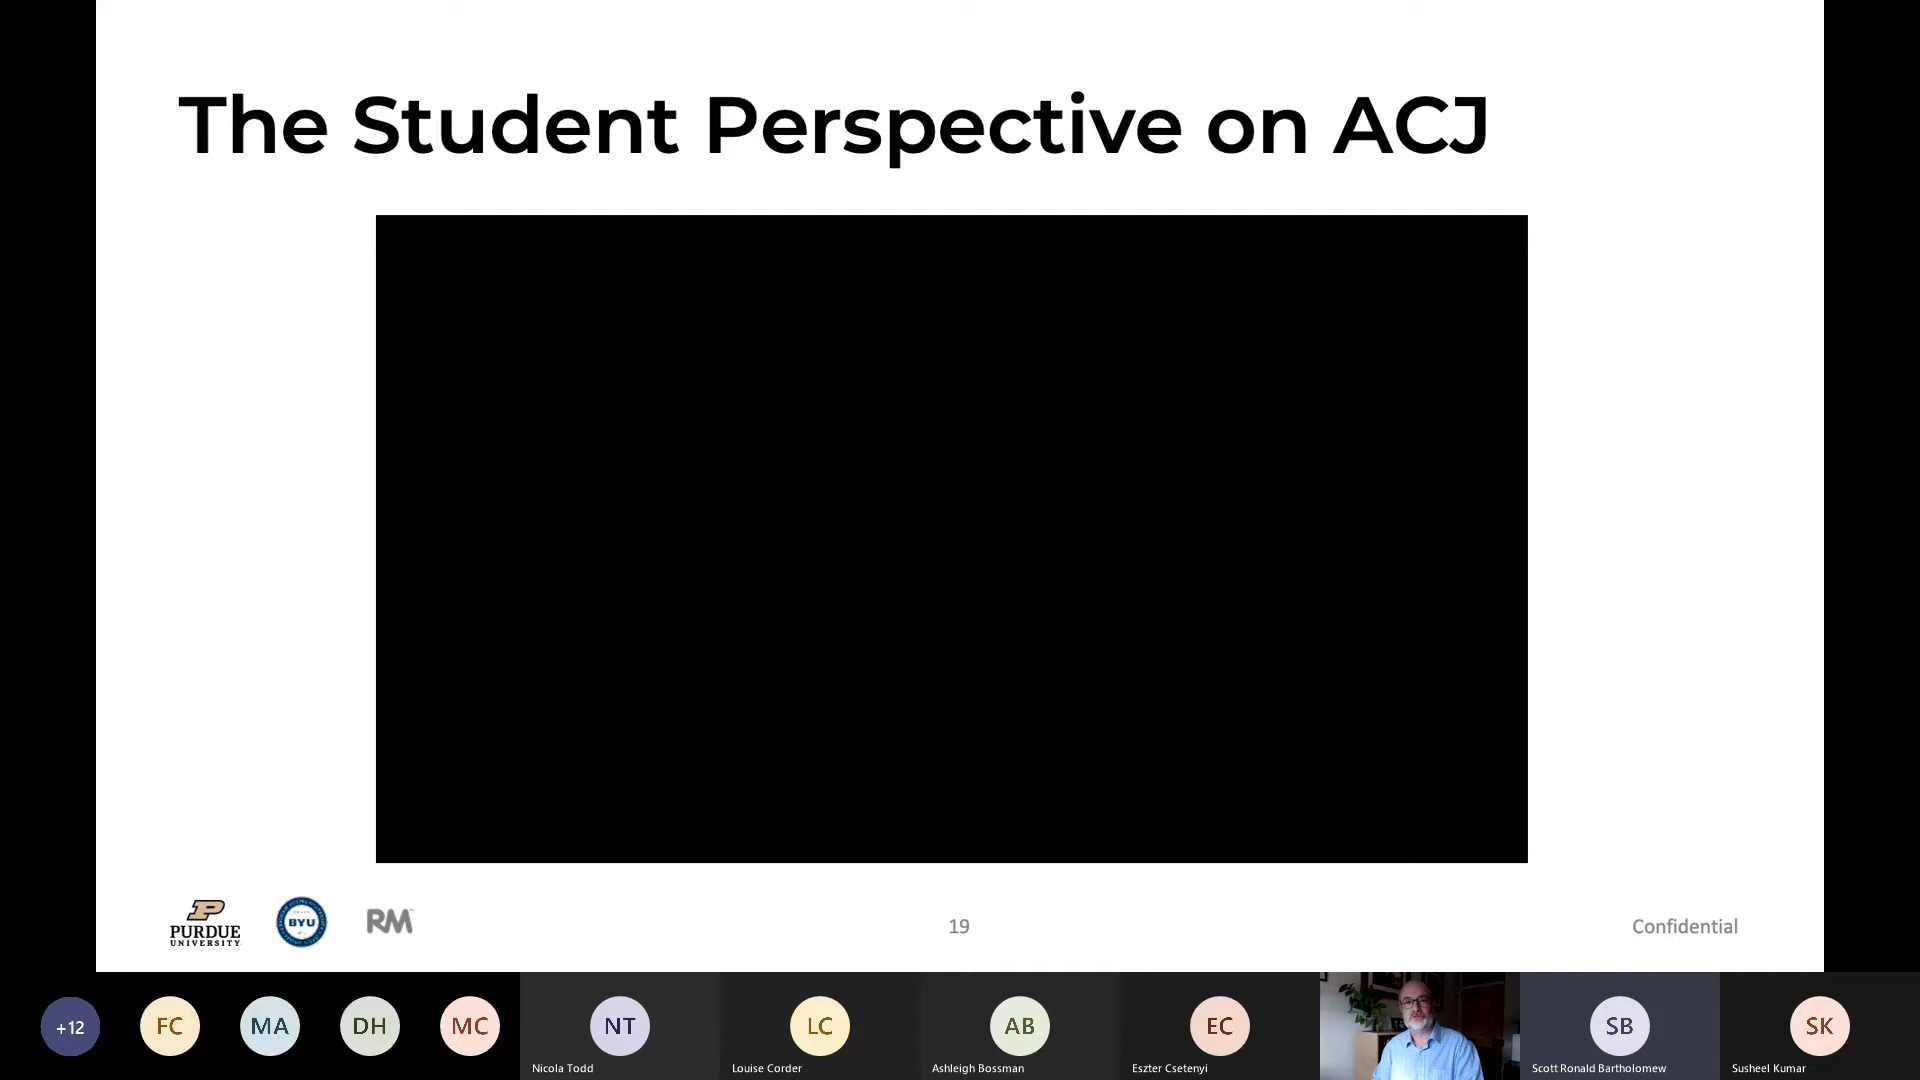 The Student Perspective on ACJ
PURDUE
UNIVERSITY
BYU
RM
19
Confidential
+12
FC
MA
DH
MC
NT
LC
AB
EC
SB
SK
Nicola Todd
Louise Corder
Ashleigh Bossman
Eszter Csetenyi
Scott Ronald Bartholomew
Susheel Kumar